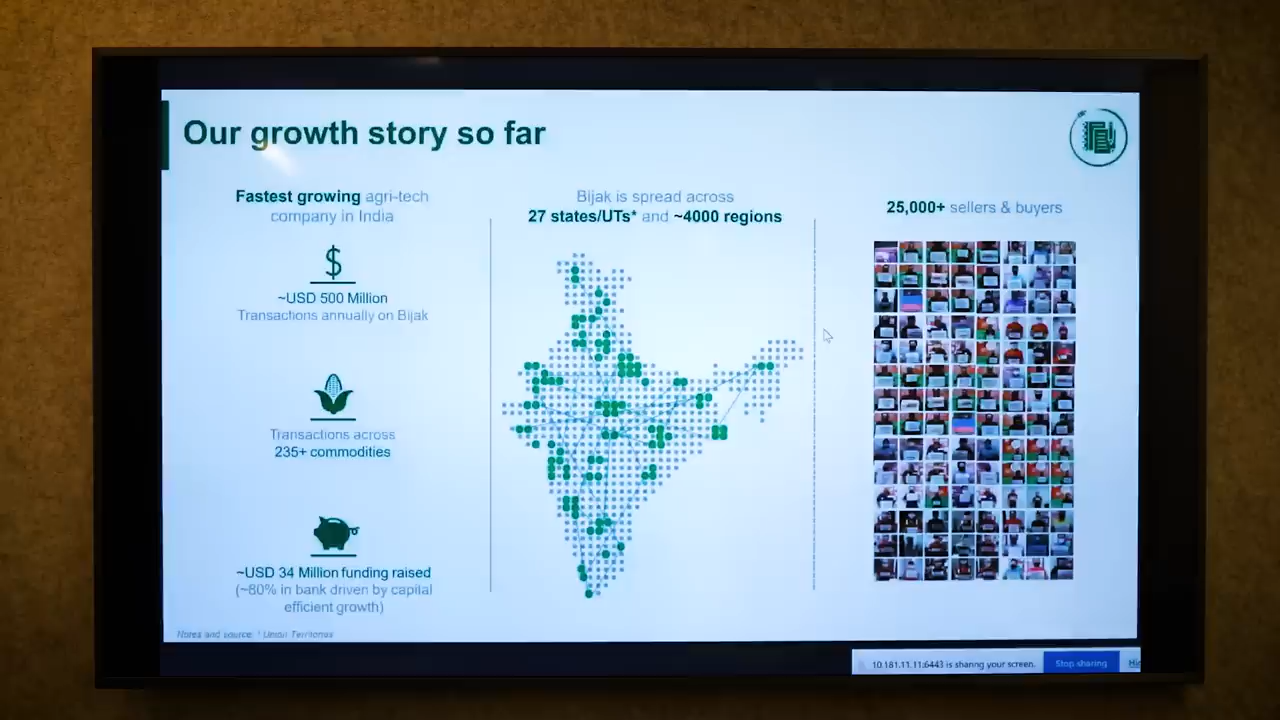 Our growth story so far
Fastest growing agri-tech
company in India
$
~USD 500 Million
Transactions annually on Bijak
Transactions across
235+ commodities
~USD 34 Million funding raised
(~80% in bank driven by capital
efficient growth)
Bijak is spread across
27 states/UTs* and ~4000 regions
25,000+ sellers & buyers
Notes and source: * Union Territories
10.181.11.11:6443 is sharing your screen.
Stop sharing